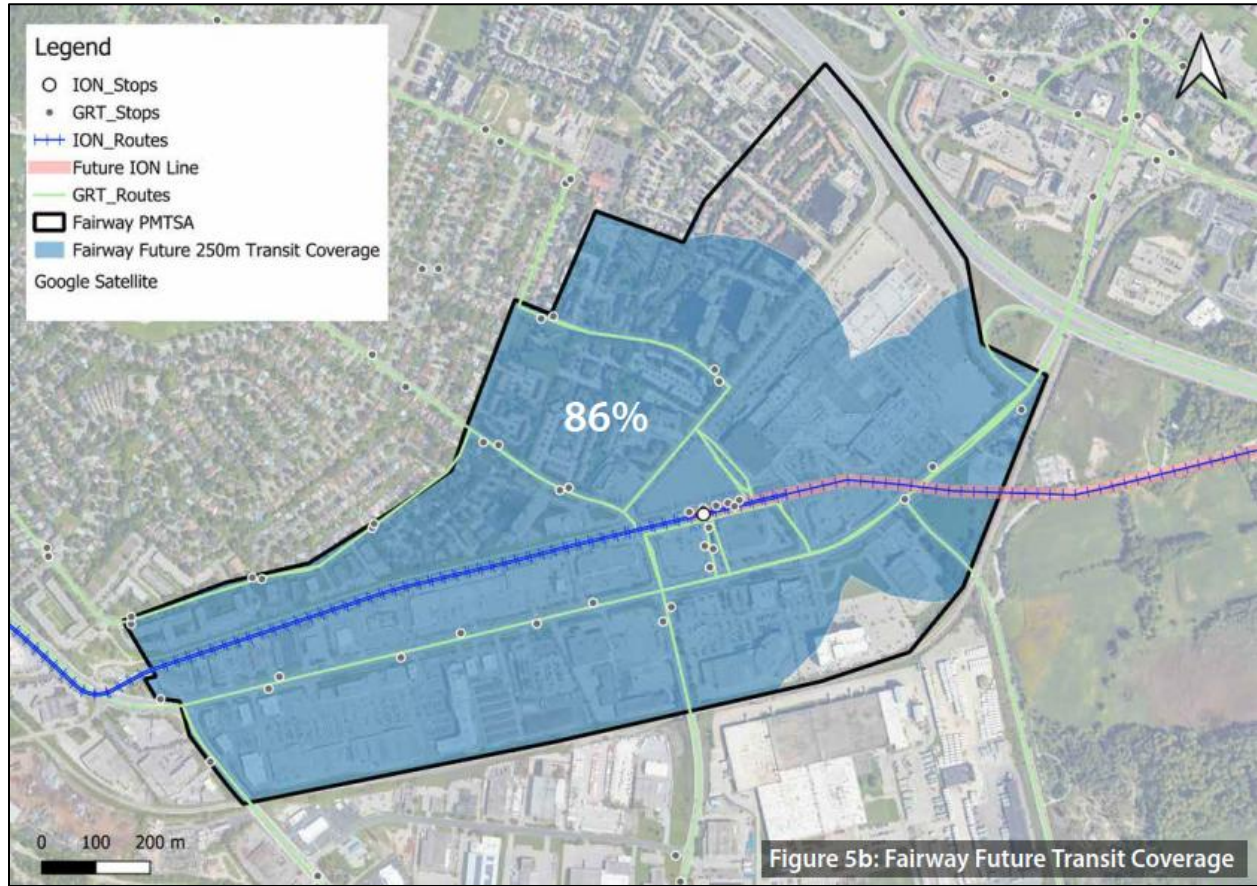 Legend
ION_Stops
GRT_Stops
ION_Routes
Future ION Line
GRT_Routes
Fairway PMTSA
Fairway Future 250m Transit Coverage
Google Satellite
86%
0 100 200 m
Figure 5b: Fairway Future Transit Coverage